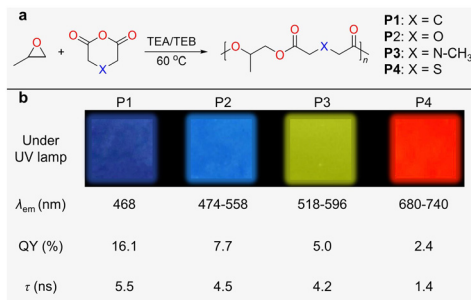 a
O
O O O
+
X
TEA/TEB
60 °C
O O O X O n
P1: X = C
P2: X = O
P3: X = N-CH₃
P4: X = S
b
P1 P2 P3 P4
Under
UV lamp
λem (nm) 468 474-558 518-596 680-740
QY (%) 16.1 7.7 5.0 2.4
τ (ns) 5.5 4.5 4.2 1.4